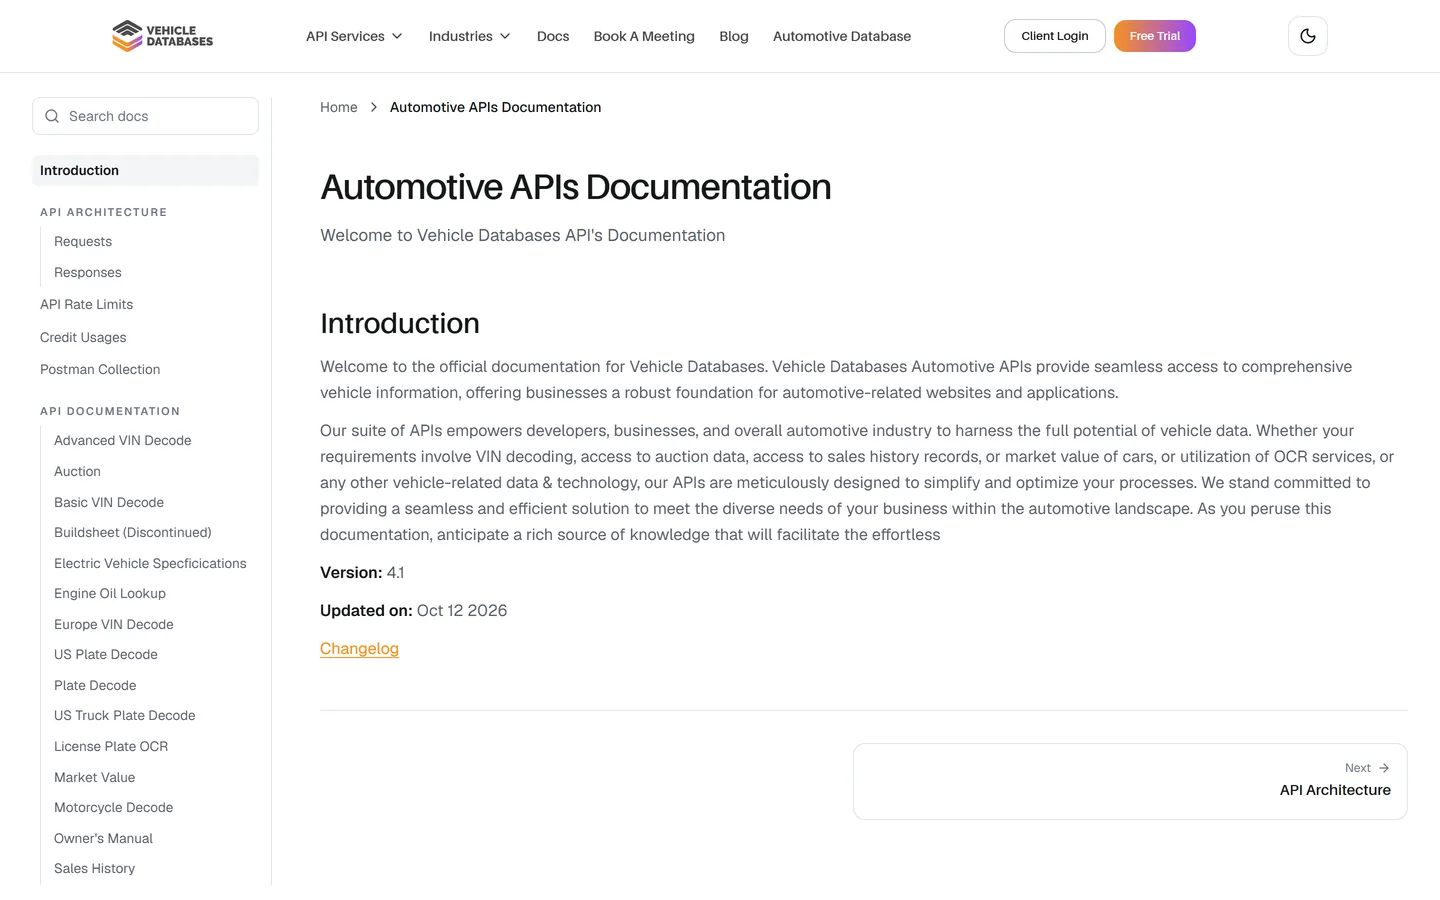 VEHICLE
DATABASES
API Services
Industries
Docs
Book A Meeting
Blog
Automotive Database
Client Login
Free Trial
Search docs
Introduction
API ARCHITECTURE
Requests
Responses
API Rate Limits
Credit Usages
Postman Collection
API DOCUMENTATION
Advanced VIN Decode
Auction
Basic VIN Decode
Buildsheet (Discontinued)
Electric Vehicle Specficications
Engine Oil Lookup
Europe VIN Decode
US Plate Decode
Plate Decode
US Truck Plate Decode
License Plate OCR
Market Value
Motorcycle Decode
Owner's Manual
Sales History
Home > Automotive APIs Documentation
Automotive APIs Documentation
Welcome to Vehicle Databases API's Documentation
Introduction
Welcome to the official documentation for Vehicle Databases. Vehicle Databases Automotive APIs provide seamless access to comprehensive
vehicle information, offering businesses a robust foundation for automotive-related websites and applications.
Our suite of APIs empowers developers, businesses, and overall automotive industry to harness the full potential of vehicle data. Whether your
requirements involve VIN decoding, access to auction data, access to sales history records, or market value of cars, or utilization of OCR services, or
any other vehicle-related data & technology, our APIs are meticulously designed to simplify and optimize your processes. We stand committed to
providing a seamless and efficient solution to meet the diverse needs of your business within the automotive landscape. As you peruse this
documentation, anticipate a rich source of knowledge that will facilitate the effortless
Version: 4.1
Updated on: Oct 12 2026
Changelog
Next →
API Architecture